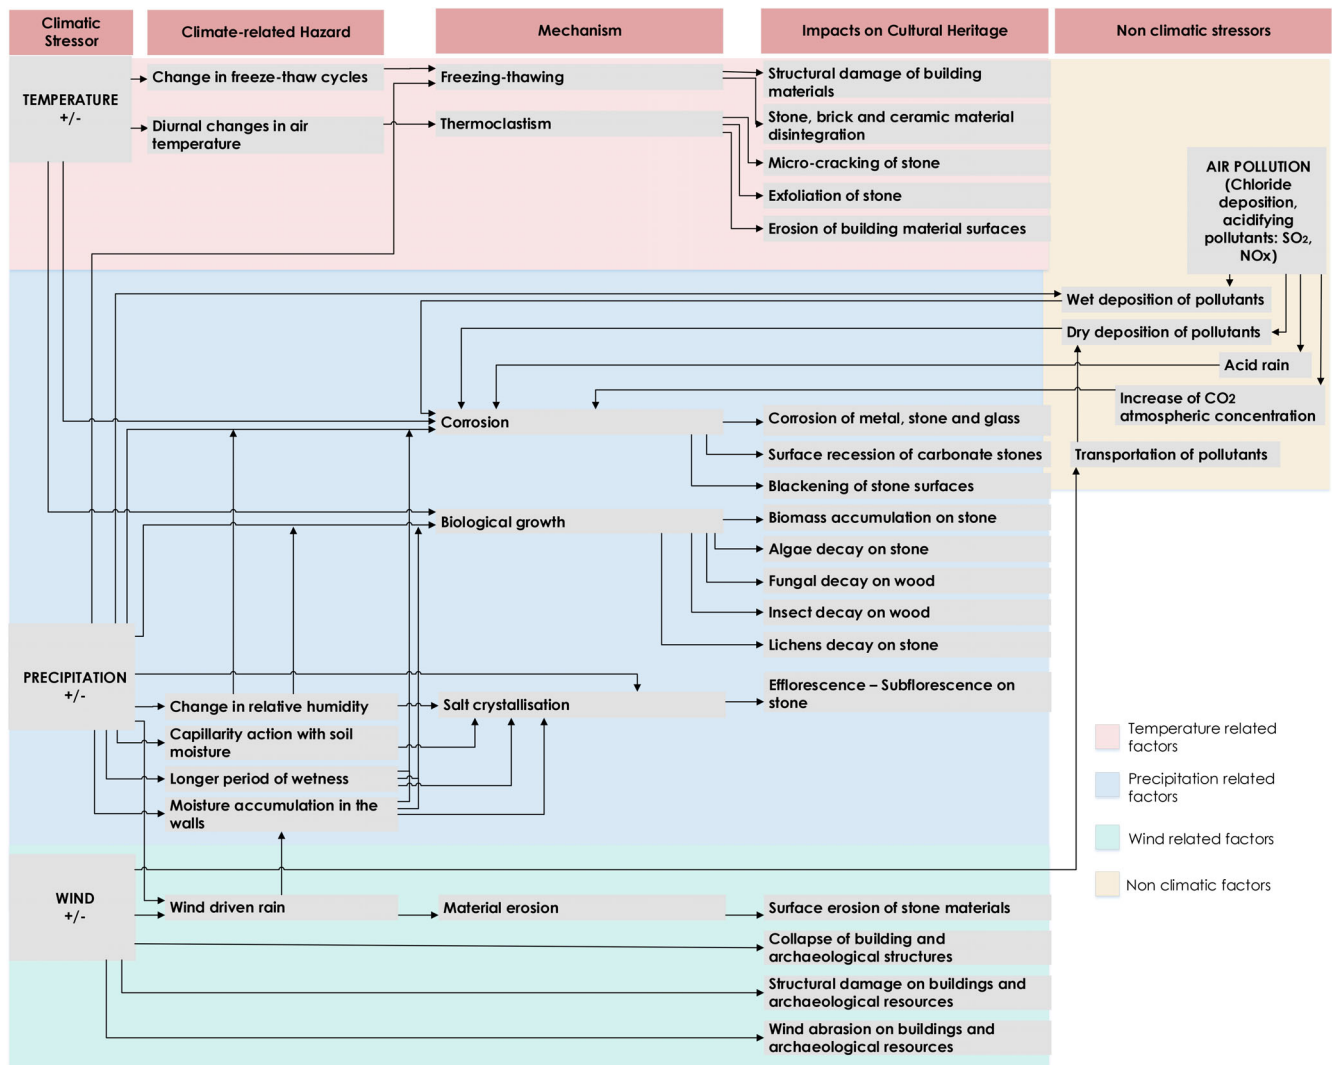 Climatic
Stressor
Climate-related Hazard
Mechanism
Impacts on Cultural Heritage
Non climatic stressors
TEMPERATURE
+/-
Change in freeze-thaw cycles
Diurnal changes in air
temperature
Freezing-thawing
Thermoclastism
Structural damage of building
materials
Stone, brick and ceramic material
disintegration
Micro-cracking of stone
Exfoliation of stone
Erosion of building material surfaces
AIR POLLUTION
(Chloride
deposition,
acidifying
pollutants: SO2,
NOx)
Wet deposition of pollutants
Dry deposition of pollutants
Acid rain
Increase of CO2
atmospheric concentration
Transportation of pollutants
Corrosion
Corrosion of metal, stone and glass
Surface recession of carbonate stones
Blackening of stone surfaces
Biological growth
Biomass accumulation on stone
Algae decay on stone
Fungal decay on wood
Insect decay on wood
Lichens decay on stone
PRECIPITATION
+/-
Change in relative humidity
Capillarity action with soil
moisture
Longer period of wetness
Moisture accumulation in the
walls
Salt crystallisation
Efflorescence – Subflorescence on
stone
WIND
+/-
Wind driven rain
Material erosion
Surface erosion of stone materials
Collapse of building and
archaeological structures
Structural damage on buildings and
archaeological resources
Wind abrasion on buildings and
archaeological resources
Temperature related
factors
Precipitation related
factors
Wind related factors
Non climatic factors